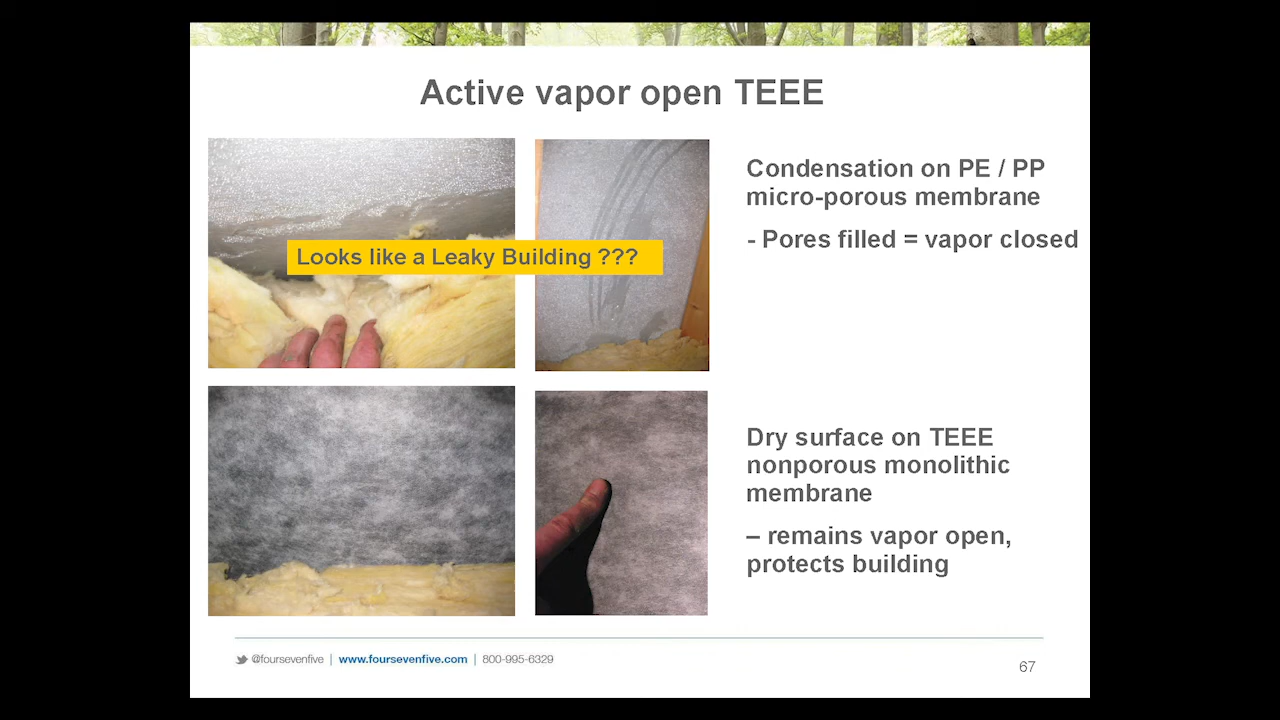 Active vapor open TEEE
Condensation on PE / PP
micro-porous membrane
- Pores filled = vapor closed
Looks like a Leaky Building ???
Dry surface on TEEE
nonporous monolithic
membrane
– remains vapor open,
protects building
@foursevenfive | www.foursevenfive.com | 800-995-6329
67